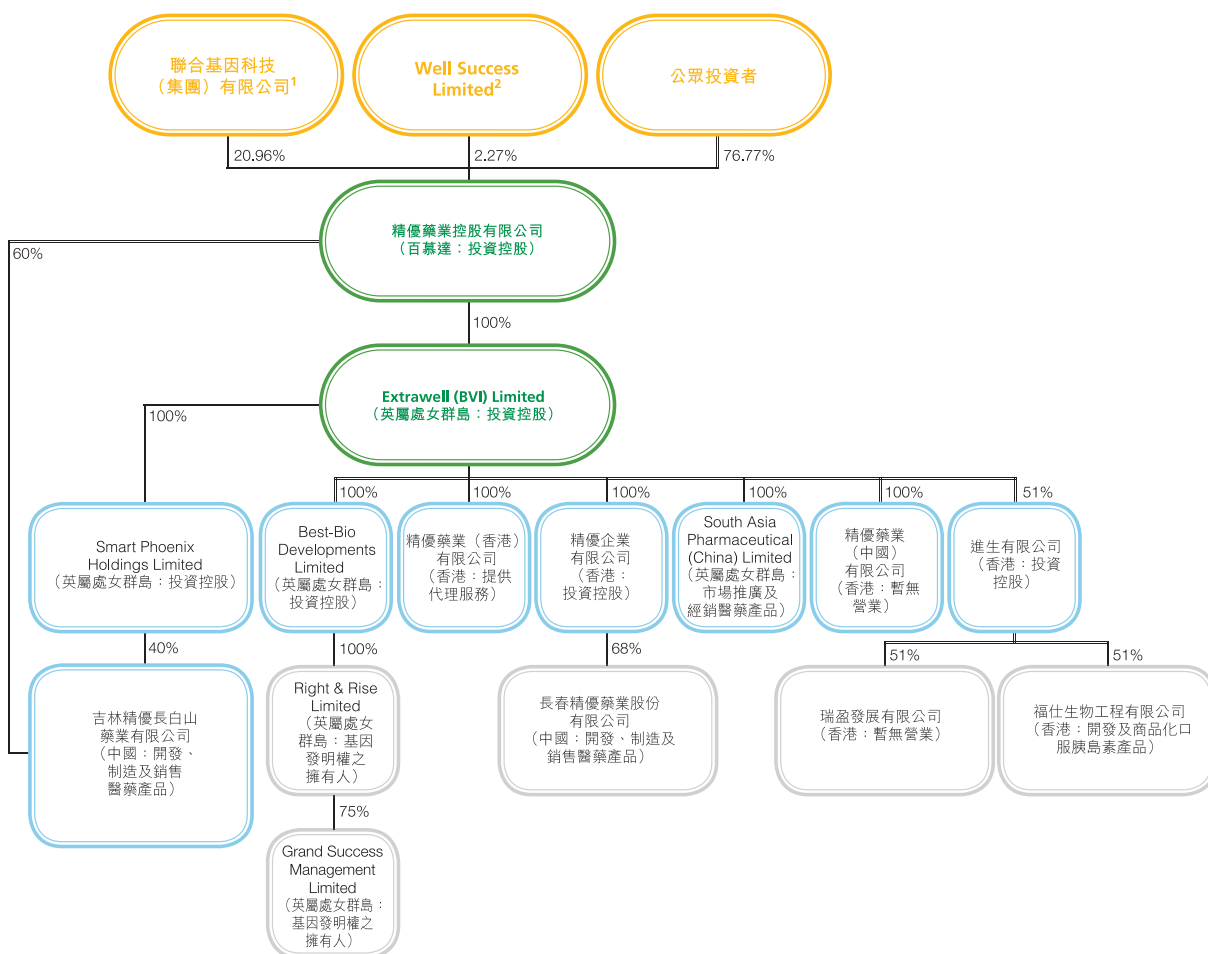 聯合基因科技
（集團）有限公司1
Well Success
Limited2
公眾投資者
20.96%
2.27%
76.77%
精優藥業控股有限公司
（百慕達：投資控股）
60%
100%
Extrawell (BVI) Limited
（英屬處女群島：投資控股）
100%
100%
100%
100%
100%
100%
51%
Smart Phoenix
Holdings Limited
（英屬處女群島：投資控股）
Best-Bio
Developments
Limited
（英屬處女群島：
投資控股）
精優藥業（香港）
有限公司
（香港：提供
代理服務）
精優企業
有限公司
（香港：
投資控股）
South Asia
Pharmaceutical
(China) Limited
（英屬處女群島：
市場推廣及
經銷醫藥產品）
精優藥業
（中國）
有限公司
（香港：暫無
營業）
進生有限公司
（香港：投資
控股）
40%
100%
68%
51%
51%
吉林精優長白山
藥業有限公司
（中國：開發、
制造及銷售
醫藥產品）
Right & Rise
Limited
（英屬處女
群島：基因
發明權之
擁有人）
長春精優藥業股份
有限公司
（中國：開發、制造及
銷售醫藥產品）
瑞盈發展有限公司
（香港：暫無營業）
福仕生物工程有限公司
（香港：開發及商品化口
服胰島素產品）
75%
Grand Success
Management
Limited
（英屬處女群島：
基因發明權之
擁有人）